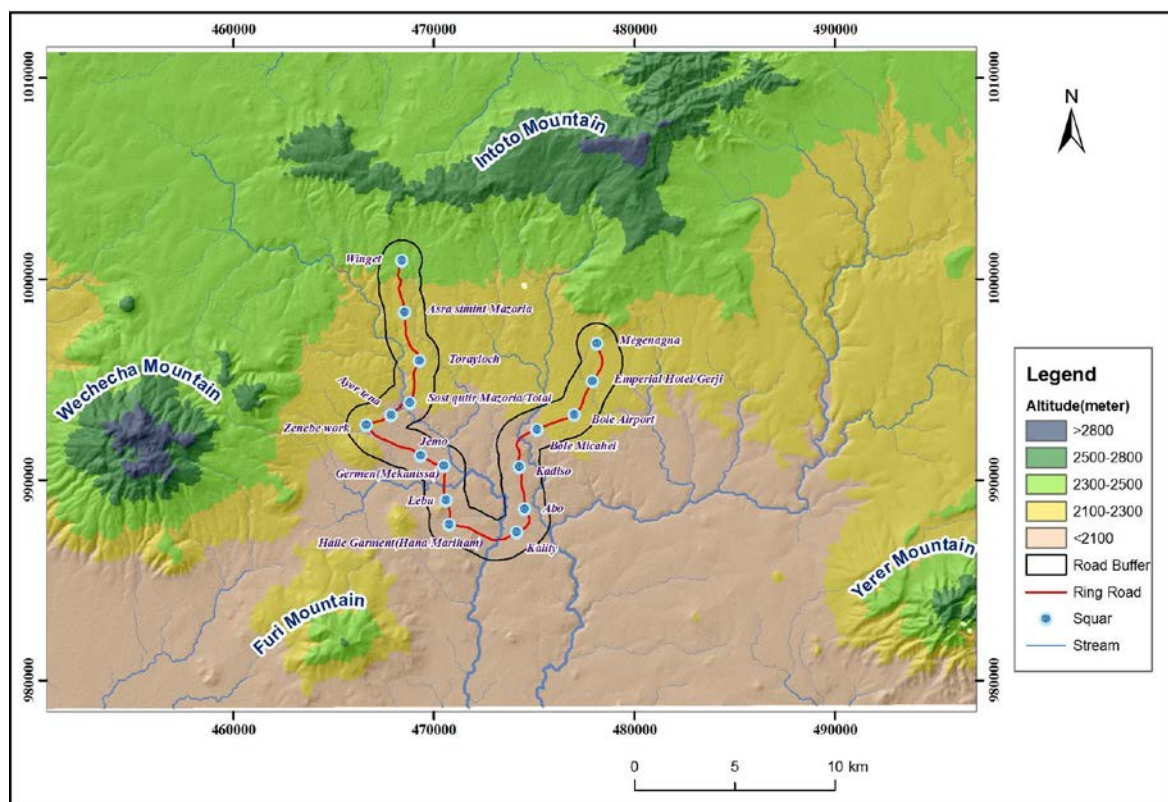 460000 470000 480000 490000
1010000 1010000
N
Intoto Mountain
1000000 1000000
Winget
Asra simint Mazoria
Megenagna
Torayloch
Emperial Hotel/Gerji
Wechecha Mountain
Ayer tena
Sost qutir Mazoria/Total
Bole Airport
Zenebe work
Jemo
Bole Micahel
Germen(Mekanissa)
Kadiso
990000 990000
Lebu
Abo
Haile Garment(Hana Mariham)
Kality
Yerer Mountain
Furi Mountain
980000 980000
460000 470000 480000 490000
0 5 10 km
Legend
Altitude(meter)
>2800
2500-2800
2300-2500
2100-2300
<2100
Road Buffer
Ring Road
Squar
Stream